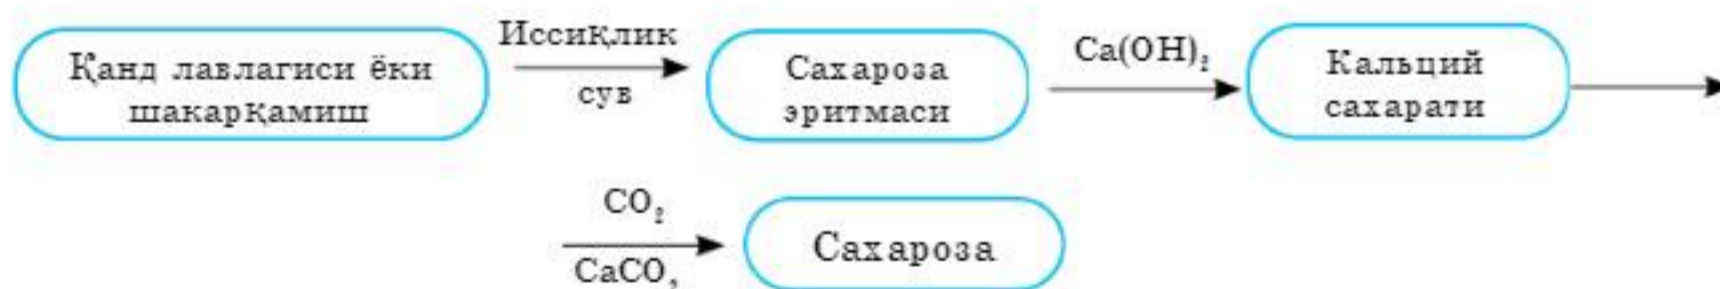 Қанд лавлагиси ёки
шакарқамиш
Иссиқлик
сув
Сахароза
эритмаси
Ca(OH)₂
Кальций
сахарати
CO₂
CaCO₃
Сахароза